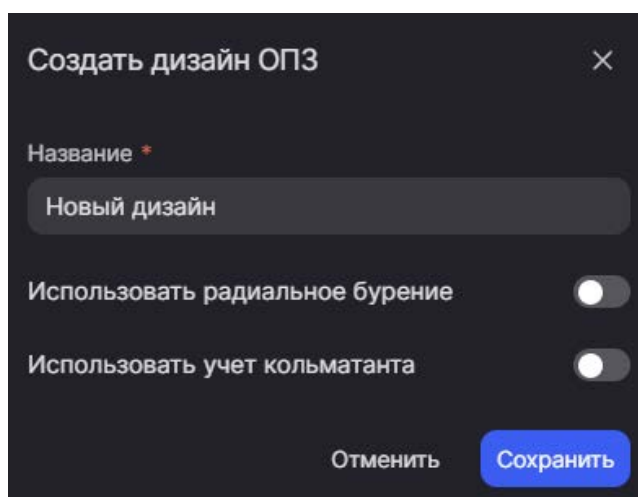 Создать дизайн ОПЗ
Название *
Новый дизайн
Использовать радиальное бурение
Использовать учет кольматанта
Отменить Сохранить